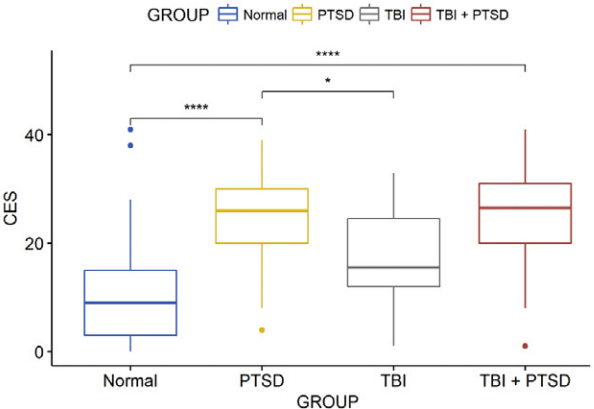 GROUP Normal PTSD TBI TBI + PTSD
****
*
****
40
20
0
CES
Normal PTSD TBI TBI + PTSD
GROUP